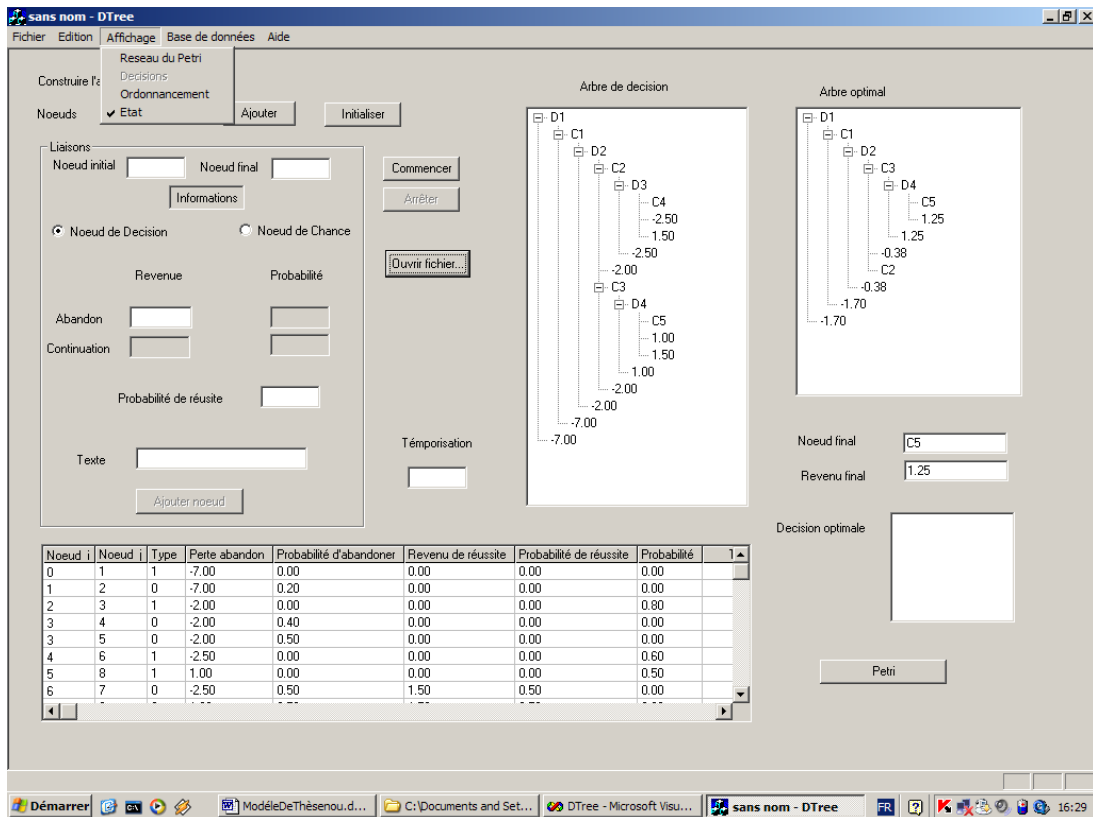 sans nom - DTree
Fichier Edition Affichage Base de données Aide
Reseau du Petri
Decisions
Ordonnancement
Etat
Construire l'a
Noeuds Ajouter Initialiser
Liaisons
Noeud initial Noeud final
Informations
Noeud de Decision Noeud de Chance
Revenue Probabilité
Abandon
Continuation
Probabilité de réusite
Texte
Ajouter noeud
Commencer
Arrêter
Ouvrir fichier...
Témporisation
Arbre de decision
D1
C1
D2
C2
D3
C4
-2.50
1.50
-2.50
-2.00
C3
D4
C5
1.00
1.50
1.00
-2.00
-2.00
-7.00
-7.00
Arbre optimal
D1
C1
D2
C3
D4
C5
1.25
1.25
-0.38
C2
-0.38
-1.70
-1.70
Noeud final C5
Revenu final 1.25
Decision optimale
Petri
Noeud i Noeud j Type Perte abandon Probabilité d'abandoner Revenu de réussite Probabilité de réussite Probabilité 1
0 1 1 -7.00 0.00 0.00 0.00 0.00
1 2 0 -7.00 0.20 0.00 0.00 0.00
2 3 1 -2.00 0.00 0.00 0.00 0.80
3 4 0 -2.00 0.40 0.00 0.00 0.00
3 5 0 -2.00 0.50 0.00 0.00 0.00
4 6 1 -2.50 0.00 0.00 0.00 0.60
5 8 1 1.00 0.00 0.00 0.00 0.50
6 7 0 -2.50 0.50 1.50 0.50 0.00
Démarrer ModéleDeThèsenou.d... C:\Documents and Set... DTree - Microsoft Visu... sans nom - DTree FR 16:29